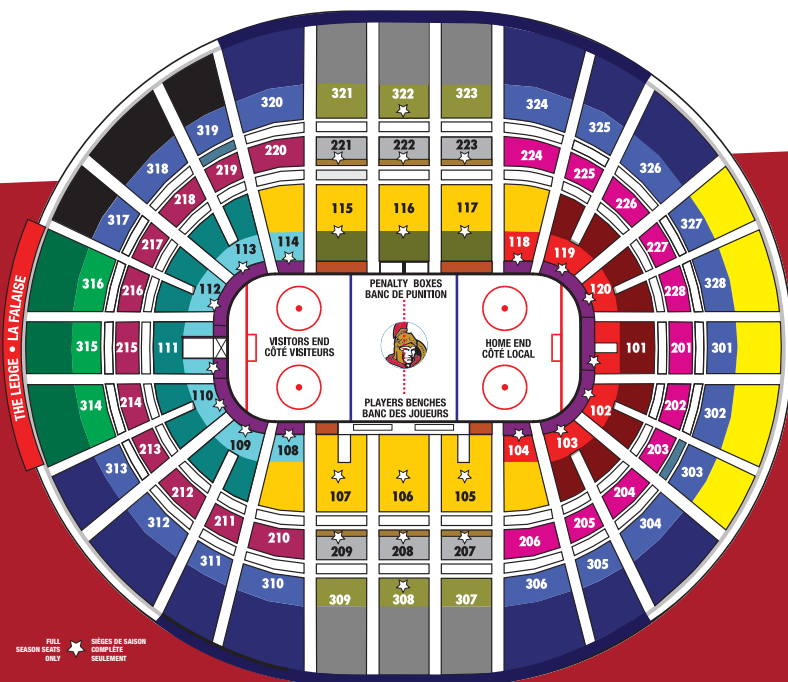 321 322 323
320 324
319 325
318 326
317 327
316 328
315 301
314 302
313 303
312 304
311 305
310 306
309 308 307
221 222 223
220 224
219 225
218 226
217 227
216 228
215 201
214 202
213 203
212 204
211 205
210 206
209 208 207
115 116 117
114 118
113 119
112 120
111 101
110 102
109 103
108 104
107 106 105
THE LEDGE • LA FALAISE
PENALTY BOXES
BANC DE PUNITION
VISITORS END
CÔTÉ VISITEURS
HOME END
CÔTÉ LOCAL
PLAYERS BENCHES
BANC DES JOUEURS
FULL
SEASON SEATS
ONLY
SIÈGES DE SAISON
COMPLÈTE
SEULEMENT